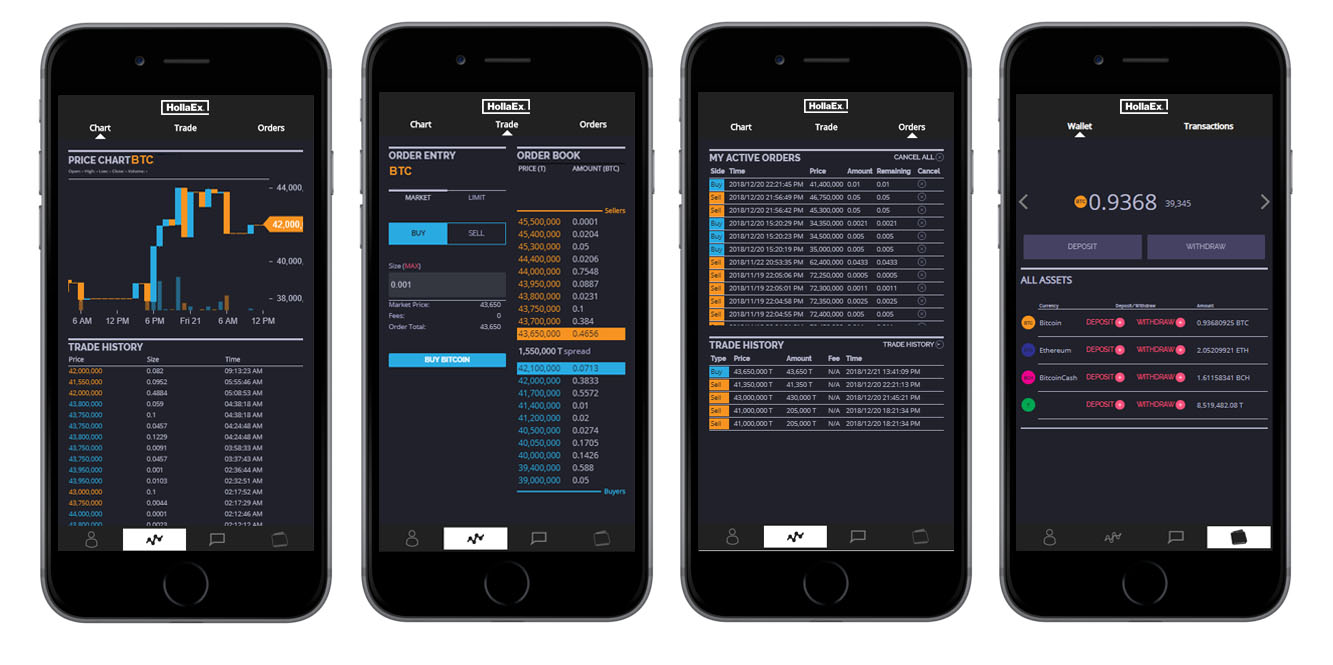 HollaEx.
Chart Trade Orders
PRICE CHART BTC
Open: - High: - Low: - Close: - Volume: -
44,000,
42,000,
40,000,
38,000,
6 AM 12 PM 6 PM Fri 21 6 AM 12 PM
TRADE HISTORY
Price Size Time
42,000,000 0.082 09:13:23 AM
41,550,000 0.0952 05:55:46 AM
42,000,000 0.4884 05:08:53 AM
43,800,000 0.059 04:38:18 AM
43,750,000 0.1 04:38:18 AM
43,750,000 0.0457 04:24:48 AM
43,800,000 0.1229 04:24:48 AM
43,750,000 0.0091 03:58:33 AM
43,750,000 0.0457 03:37:43 AM
43,950,000 0.001 02:36:44 AM
43,950,000 0.0103 02:32:51 AM
43,000,000 0.1 02:17:52 AM
43,750,000 0.0044 02:17:29 AM
44,000,000 0.0001 02:12:46 AM
43,800,000 0.0023 02:12:12 AM
HollaEx.
Chart Trade Orders
ORDER ENTRY
BTC
MARKET LIMIT
BUY SELL
Size (MAX)
0.001
Market Price: 43,650
Fees: 0
Order Total: 43,650
BUY BITCOIN
ORDER BOOK
PRICE (T) AMOUNT (BTC)
Sellers
45,500,000 0.0001
45,400,000 0.0204
45,300,000 0.05
44,400,000 0.0206
44,000,000 0.7548
43,950,000 0.0887
43,800,000 0.0231
43,750,000 0.1
43,700,000 0.384
43,650,000 0.4656
1,550,000 T spread
42,100,000 0.0713
42,000,000 0.3833
41,700,000 0.5572
41,400,000 0.01
41,200,000 0.02
40,500,000 0.0274
40,050,000 0.1705
40,000,000 0.1426
39,400,000 0.588
39,000,000 0.05
Buyers
HollaEx.
Chart Trade Orders
MY ACTIVE ORDERS CANCEL ALL
Side Time Price Amount Remaining Cancel
Buy 2018/12/20 22:21:45 PM 41,400,000 0.01 0.01
Sell 2018/12/20 21:56:49 PM 46,750,000 0.05 0.05
Sell 2018/12/20 21:56:42 PM 45,300,000 0.05 0.05
Buy 2018/12/20 15:20:29 PM 34,350,000 0.0021 0.0021
Buy 2018/12/20 15:20:23 PM 34,500,000 0.005 0.005
Buy 2018/12/20 15:20:19 PM 35,000,000 0.005 0.005
Sell 2018/11/22 20:53:35 PM 62,400,000 0.0433 0.0433
Sell 2018/11/19 22:05:06 PM 72,250,000 0.0005 0.0005
Sell 2018/11/19 22:05:01 PM 72,300,000 0.0011 0.0011
Sell 2018/11/19 22:04:58 PM 72,350,000 0.0025 0.0025
Sell 2018/11/19 22:04:55 PM 72,400,000 0.005 0.005
TRADE HISTORY TRADE HISTORY
Type Price Amount Fee Time
Buy 43,650,000 T 43,650 T N/A 2018/12/21 13:41:09 PM
Sell 41,350,000 T 41,350 T N/A 2018/12/20 22:21:13 PM
Sell 43,000,000 T 430,000 T N/A 2018/12/20 21:45:21 PM
Sell 41,000,000 T 205,000 T N/A 2018/12/20 18:21:34 PM
Sell 41,000,000 T 205,000 T N/A 2018/12/20 18:21:34 PM
HollaEx.
Wallet Transactions
BTC 0.9368 39,345
DEPOSIT WITHDRAW
ALL ASSETS
Currency Deposit/Withdraw Amount
BTC Bitcoin DEPOSIT WITHDRAW 0.93680925 BTC
Ethereum DEPOSIT WITHDRAW 2.05209921 ETH
BCH BitcoinCash DEPOSIT WITHDRAW 1.61158341 BCH
DEPOSIT WITHDRAW 8,519,482.08 T